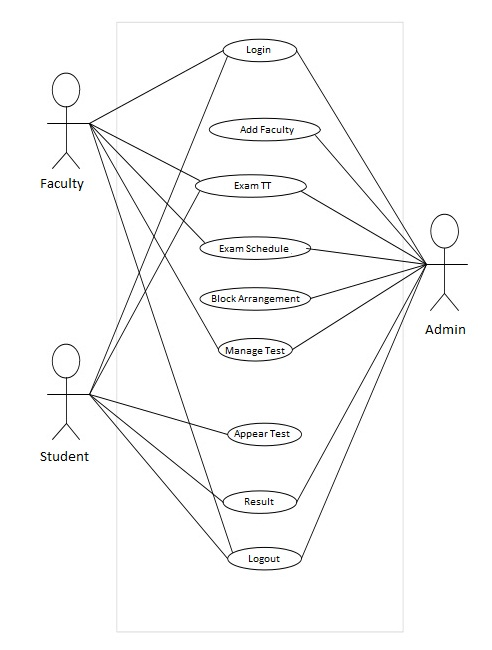 Login
Add Faculty
Faculty
Exam TT
Exam Schedule
Block Arrangement
Admin
Manage Test
Student
Appear Test
Result
Logout